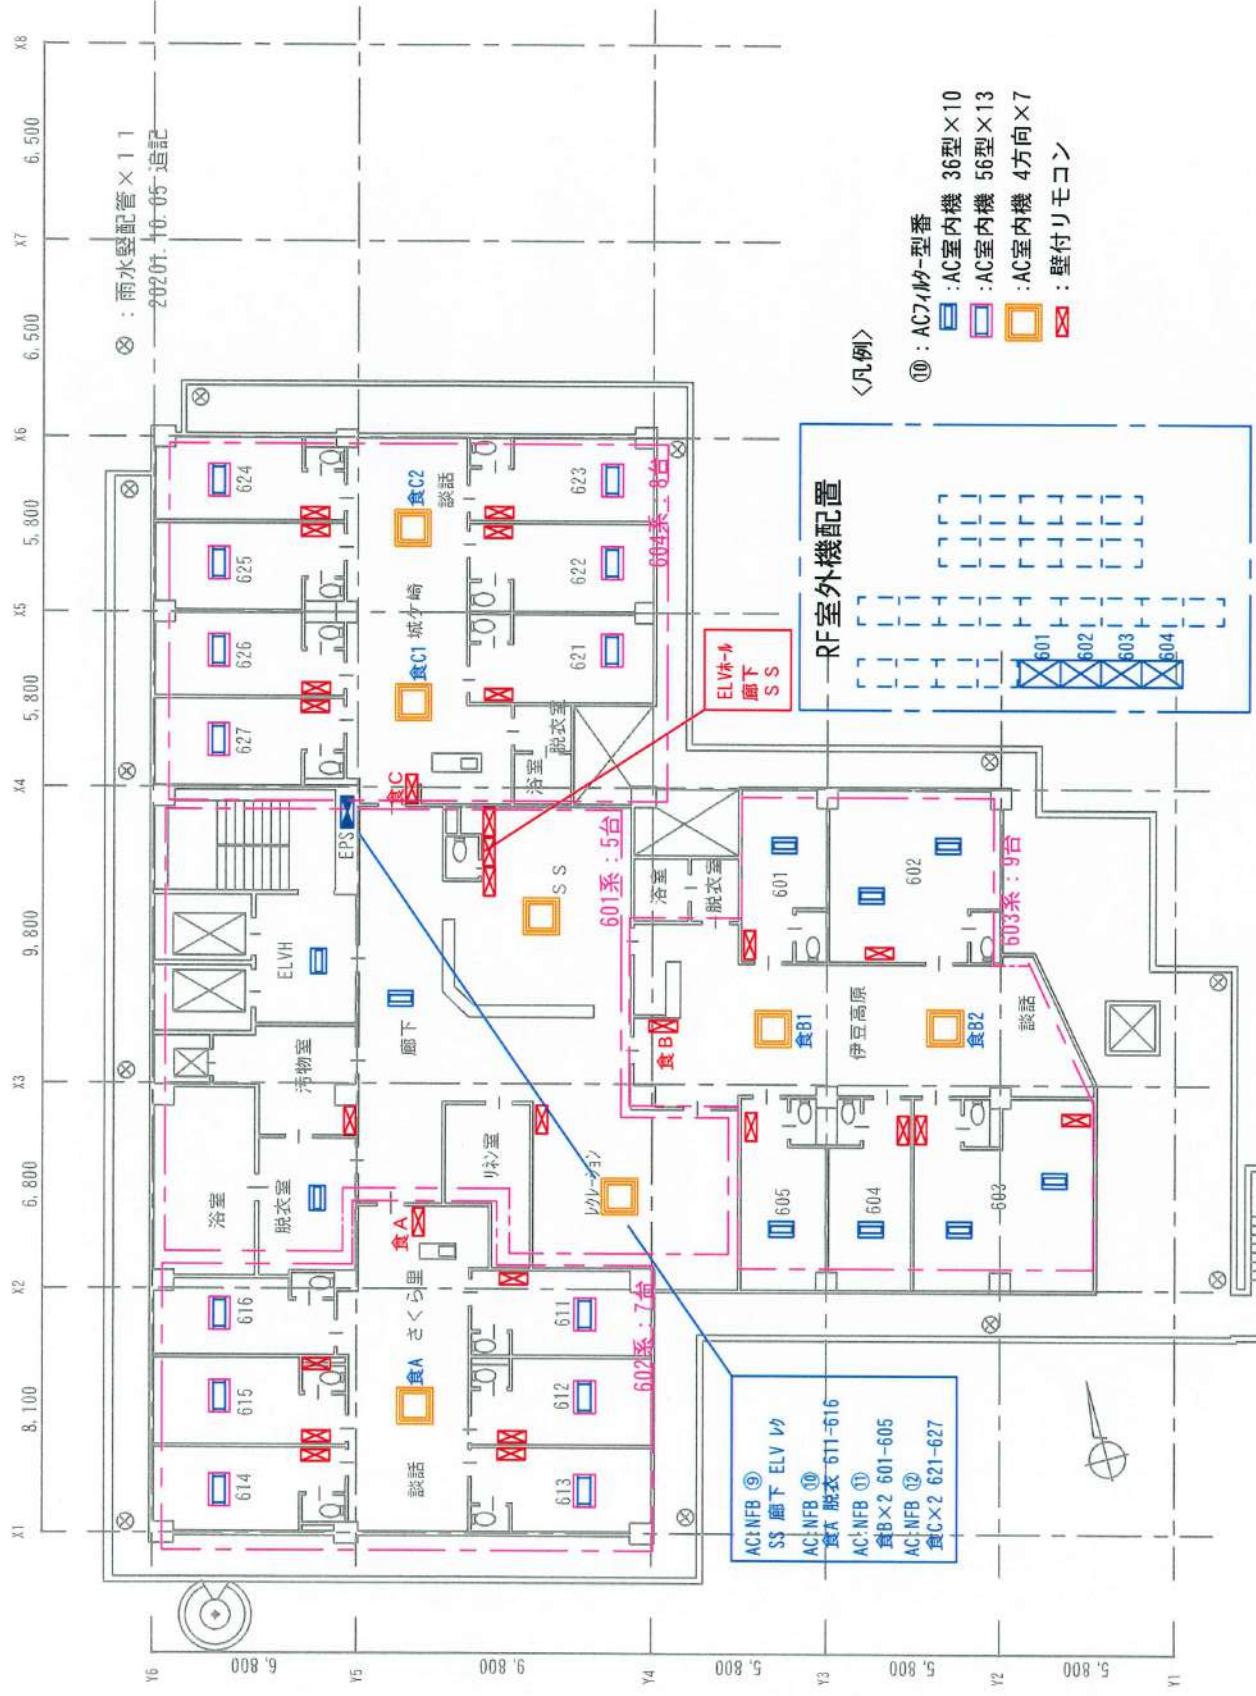 X1
X2
X3
X4
X5
X6
X7
X8
8,100
6,800
9,800
5,800
5,800
6,500
6,500
⊗：雨水竪配管×11
20201.10.05 追記
Y6
Y5
Y4
Y3
Y2
Y1
6,800
9,800
5,800
5,800
5,800
614
615
616
浴室
脱衣室
汚物室
ELVH
EPS
627
626
625
624
談話
食A
さくら里
食A
リネン室
廊下
SS
食C
食C1
城ケ崎
食C2
談話
613
612
611
602系：7台
レクレーション
601系：5台
浴室
脱衣室
621
622
623
604系：8台
ELVホール
廊下
SS
食B
浴室
脱衣室
601
602
食B1
伊豆高原
食B2
談話
603系：9台
605
604
603
AC:NFB ⑨
SS 廊下 ELV レク
AC:NFB ⑩
食A 脱衣 611-616
AC:NFB ⑪
食B×2 601-605
AC:NFB ⑫
食C×2 621-627
RF室外機配置
601
602
603
604
〈凡例〉
⑩：ACフィルター型番
：AC室内機 36型×10
：AC室内機 56型×13
：AC室内機 4方向×7
：壁付リモコン